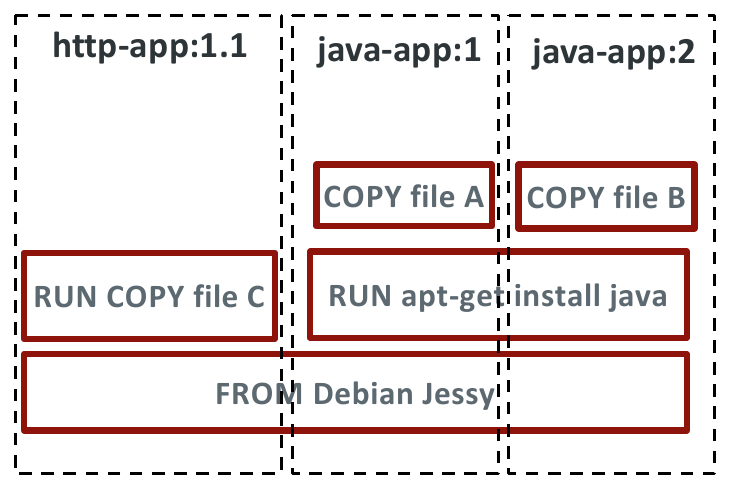 http-app:1.1
java-app:1
java-app:2
COPY file A
COPY file B
RUN COPY file C
RUN apt-get install java
FROM Debian Jessy